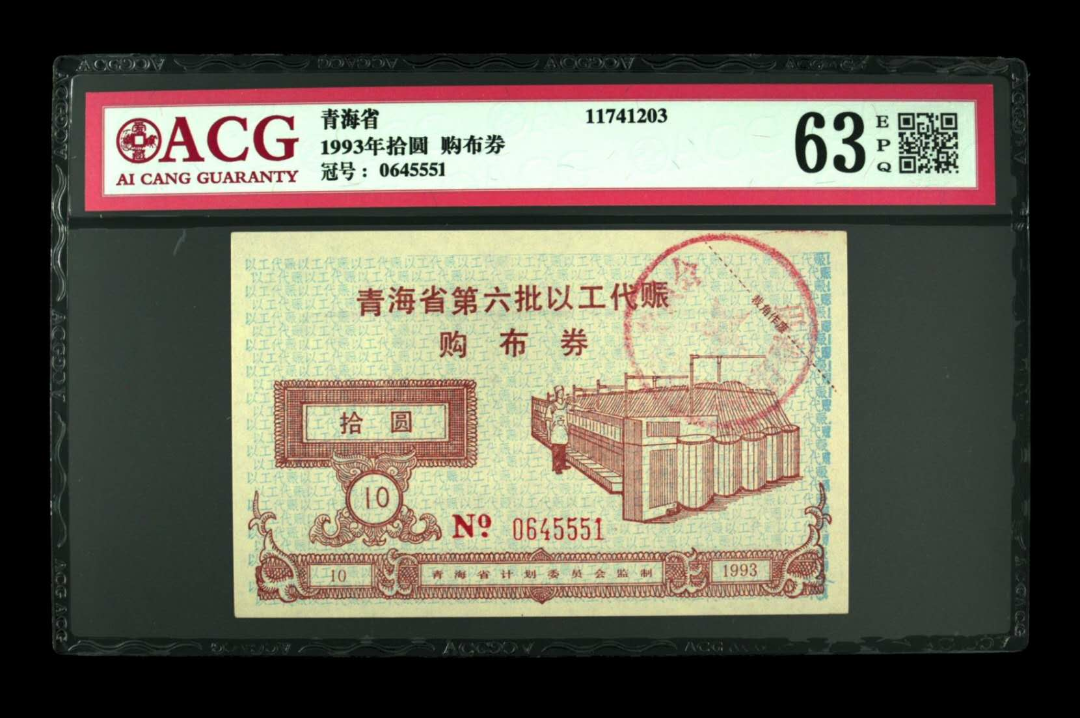 ACG
AI CANG GUARANTY
青海省
11741203
1993年拾圆 购布券
冠号：0645551
63
EPQ
青海省第六批以工代赈
购布券
拾圆
10
Nº 0645551
10
青海省计划委员会监制
1993